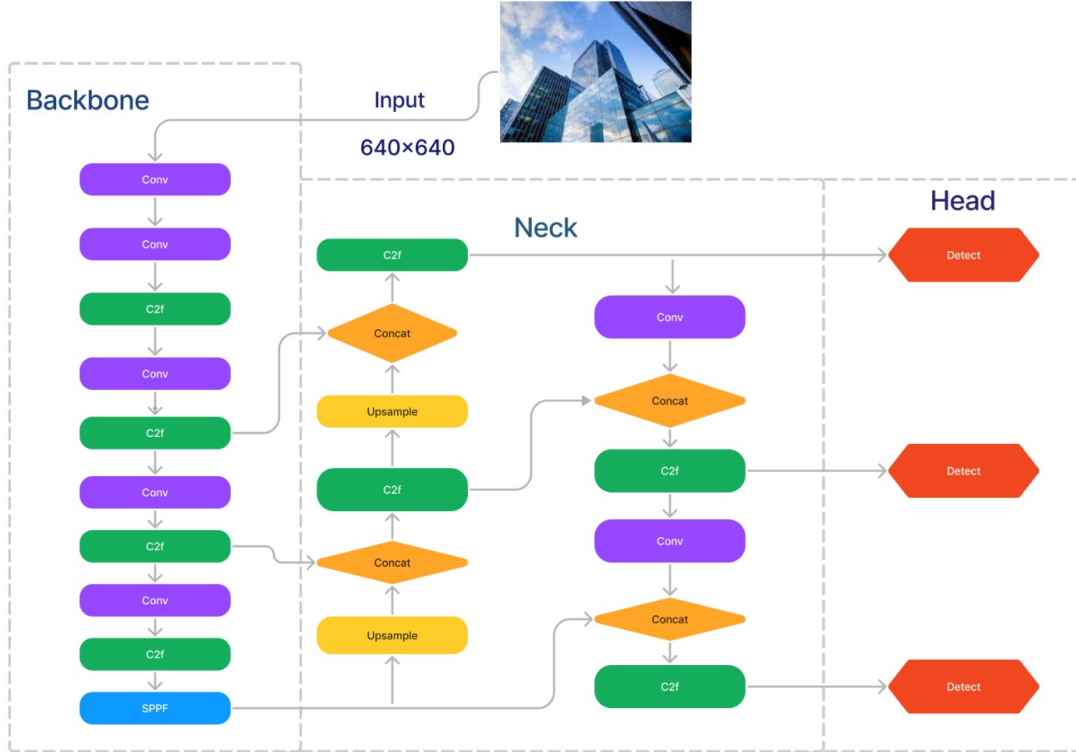 Backbone
Input
640×640
Conv
Conv
C2f
Conv
C2f
Conv
C2f
Conv
C2f
SPPF
Neck
C2f
Concat
Upsample
C2f
Concat
Upsample
Conv
Concat
C2f
Conv
Concat
C2f
Head
Detect
Detect
Detect